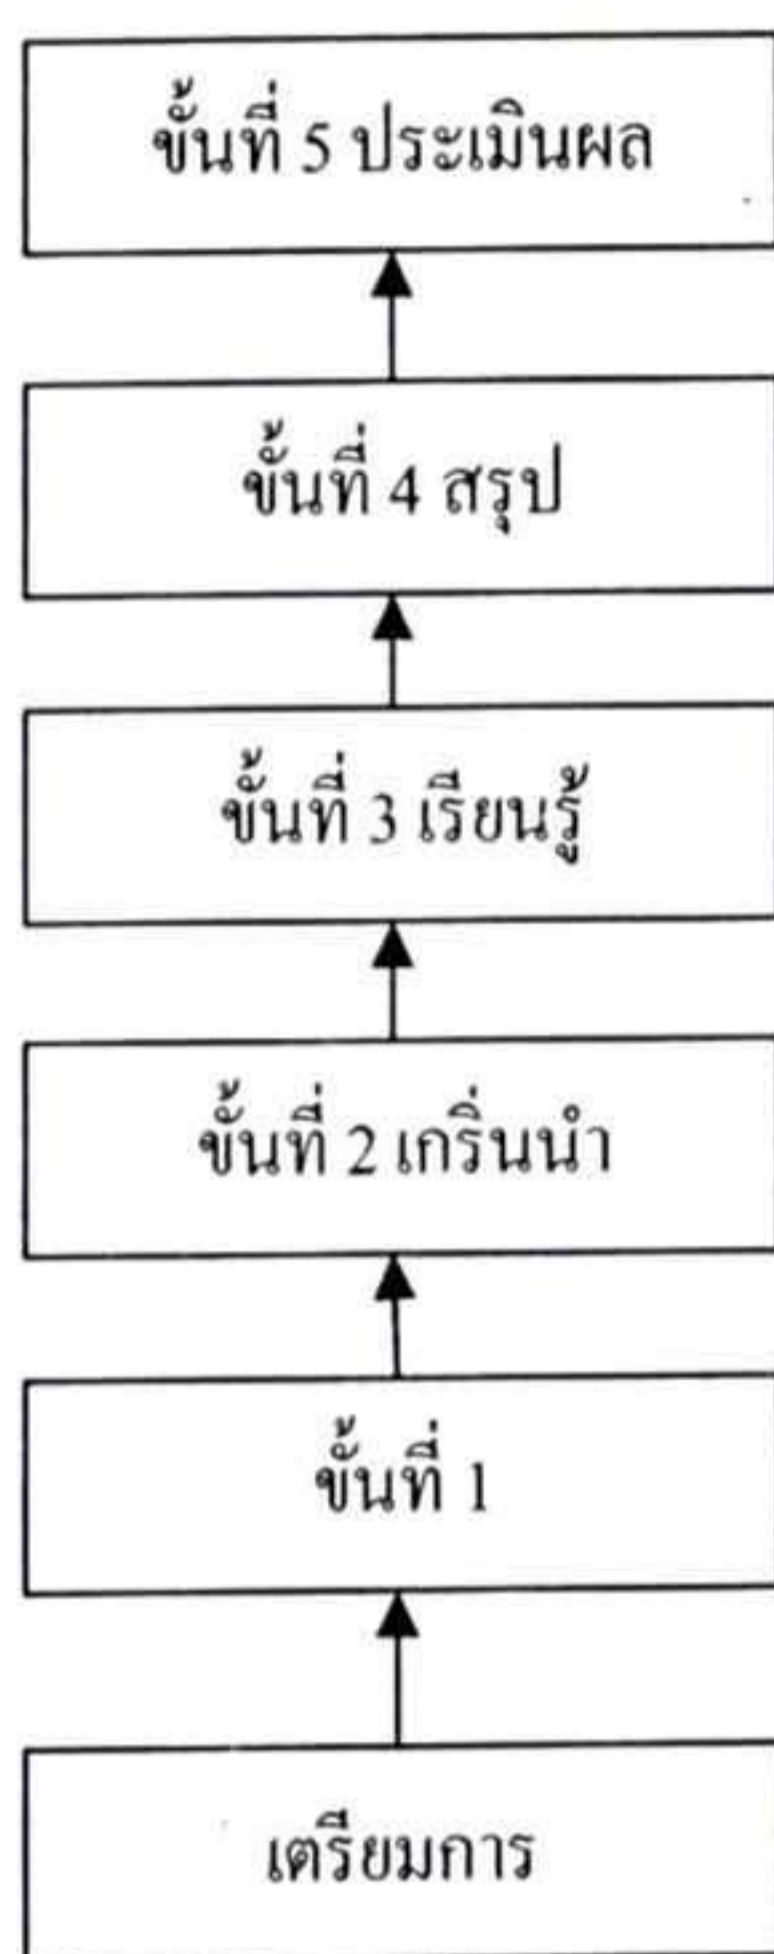 ขั้นที่ 5 ประเมินผล
ขั้นที่ 4 สรุป
ขั้นที่ 3 เรียนรู้
ขั้นที่ 2 เกริ่นนำ
ขั้นที่ 1
เตรียมการ